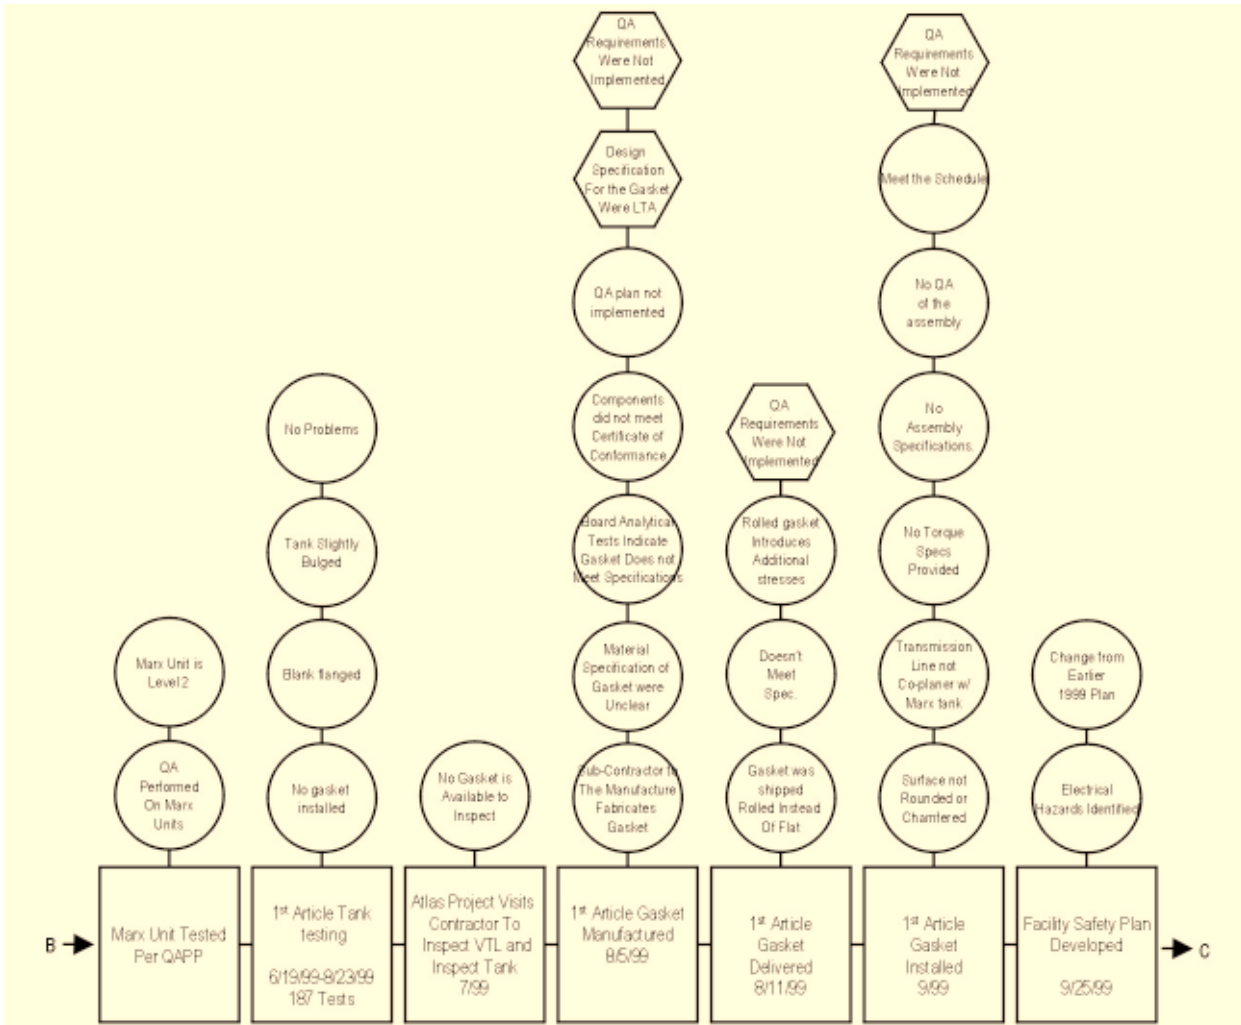 QA
Requirements
Were Not
Implemented
Design
Specification
For the Gasket
Were LTA
QA plan not
implemented
Components
did not meet
Certificate of
Conformance
Board Analytical
Tests Indicate
Gasket Does not
Meet Specifications
Material
Specification of
Gasket were
Unclear
Sub-Contractor to
The Manufacture
Fabricates
Gasket
QA
Requirements
Were Not
Implemented
Meet the Schedule
No QA
of the
assembly
No
Assembly
Specifications.
No Torque
Specs
Provided
Transmission
Line not
Co-planer w/
Marx tank
Surface not
Rounded or
Chamfered
No Problems
Tank Slightly
Bulged
Blank flanged
No gasket
installed
QA
Requirements
Were Not
Implemented
Rolled gasket
Introduces
Additional
stresses
Doesn't
Meet
Spec.
Gasket was
shipped
Rolled Instead
Of Flat
Marx Unit is
Level 2
QA
Performed
On Marx
Units
No Gasket is
Available to
Inspect
Change from
Earlier
1999 Plan
Electrical
Hazards Identified
B
Marx Unit Tested
Per QAPP
1st Article Tank
testing
6/19/99-8/23/99
187 Tests
Atlas Project Visits
Contractor To
Inspect VTL and
Inspect Tank
7/99
1st Article Gasket
Manufactured
8/5/99
1st Article
Gasket
Delivered
8/11/99
1st Article
Gasket
Installed
9/99
Facility Safety Plan
Developed
9/25/99
C